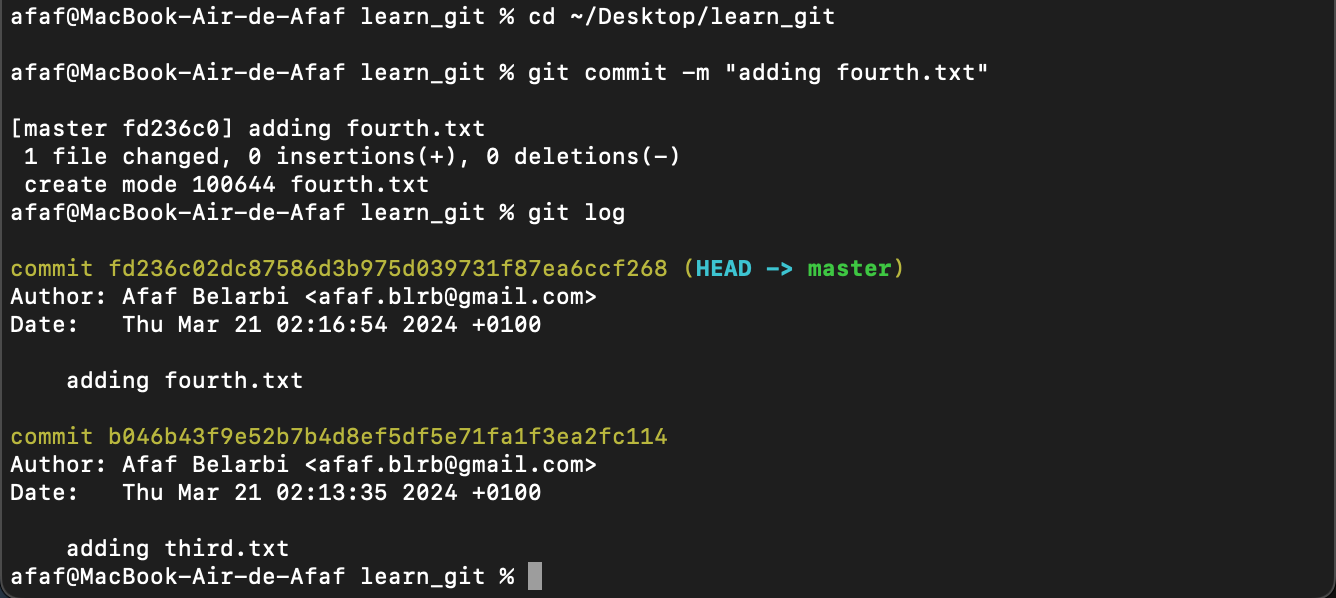 afaf@MacBook-Air-de-Afaf learn_git % cd ~/Desktop/learn_git
afaf@MacBook-Air-de-Afaf learn_git % git commit -m "adding fourth.txt"
[master fd236c0] adding fourth.txt
 1 file changed, 0 insertions(+), 0 deletions(-)
 create mode 100644 fourth.txt
afaf@MacBook-Air-de-Afaf learn_git % git log
commit fd236c02dc87586d3b975d039731f87ea6ccf268 (HEAD -> master)
Author: Afaf Belarbi <afaf.blrb@gmail.com>
Date:   Thu Mar 21 02:16:54 2024 +0100
    adding fourth.txt
commit b046b43f9e52b7b4d8ef5df5e71fa1f3ea2fc114
Author: Afaf Belarbi <afaf.blrb@gmail.com>
Date:   Thu Mar 21 02:13:35 2024 +0100
    adding third.txt
afaf@MacBook-Air-de-Afaf learn_git %